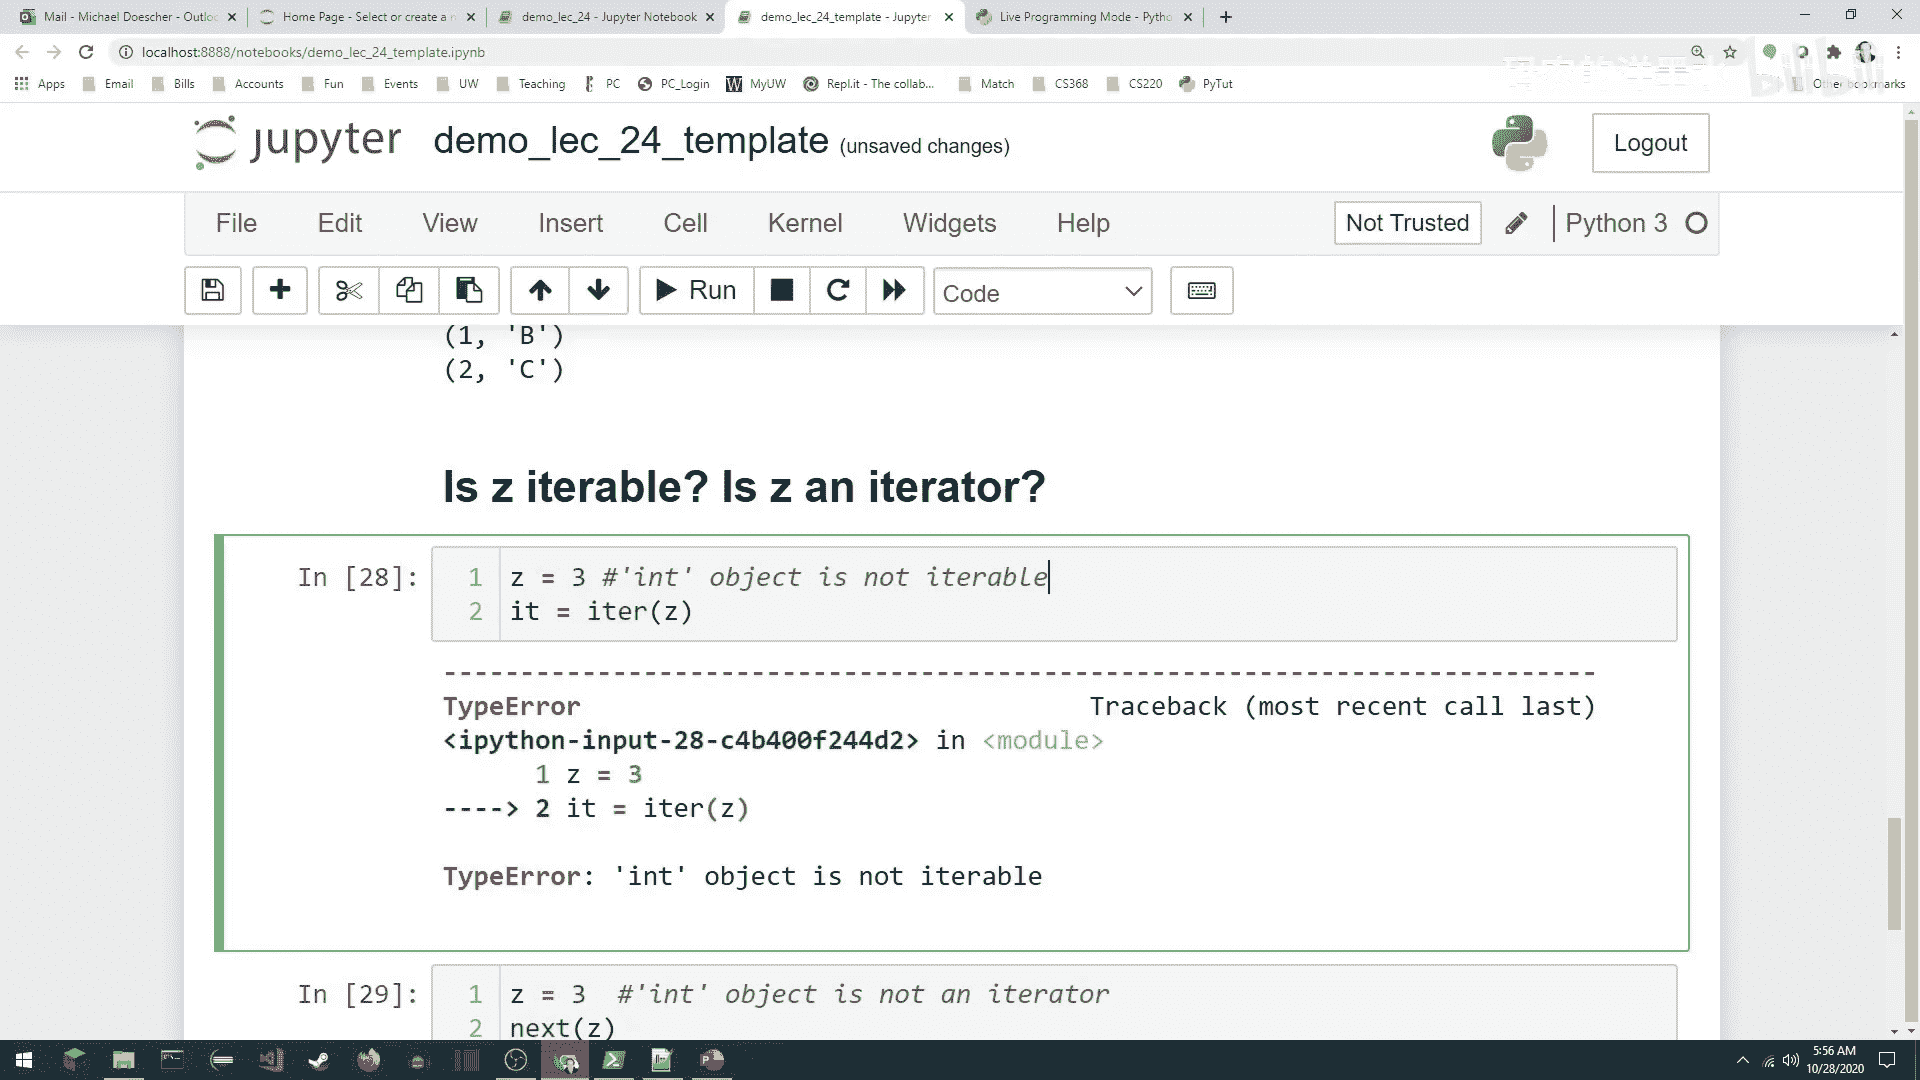 Mail - Michael Doescher - Outloo
Home Page - Select or create a n
demo_lec_24 - Jupyter Notebook
demo_lec_24_template - Jupyter
Live Programming Mode - Pytho
localhost:8888/notebooks/demo_lec_24_template.ipynb
Apps Email Bills Accounts Fun Events UW Teaching PC PC_Login MyUW Repl.it - The collab... Match CS368 CS220 PyTut Other bookmarks
jupyter demo_lec_24_template (unsaved changes) Logout
File Edit View Insert Cell Kernel Widgets Help Not Trusted Python 3
Run Code
(1, 'B')
(2, 'C')
Is z iterable? Is z an iterator?
In [28]: 1 z = 3 #'int' object is not iterable
2 it = iter(z)
---------------------------------------------------------------------------
TypeError Traceback (most recent call last)
<ipython-input-28-c4b400f244d2> in <module>
1 z = 3
----> 2 it = iter(z)
TypeError: 'int' object is not iterable
In [29]: 1 z = 3 #'int' object is not an iterator
2 next(z)
5:56 AM
10/28/2020